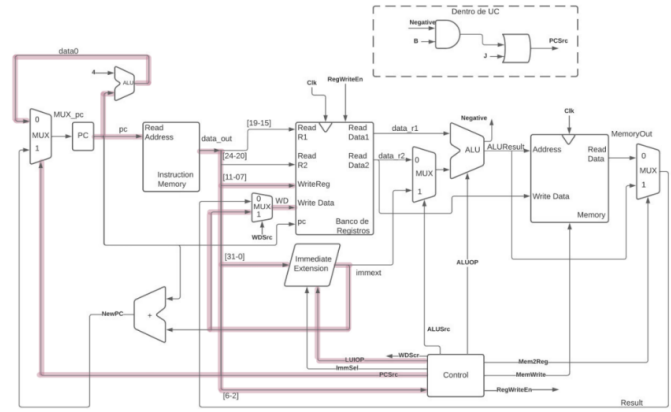 Dentro de UC
Negative
B
J
PCSrc
data0
4
ALU
MUX_pc
0
MUX
1
PC
pc
Read
Address
Instruction
Memory
data_out
[19-15]
[24-20]
[11-07]
[31-0]
[6-2]
Clk
RegWriteEn
Read
R1
Read
R2
WriteReg
Write Data
pc
Read
Data1
Read
Data2
Banco de
Registros
0
MUX
1
WD
WDSrc
data_r1
data_r2
0
MUX
1
Negative
ALU
ALUResult
Clk
Address
Read
Data
Write Data
Memory
MemoryOut
0
MUX
1
Immediate
Extension
immext
ALUOP
ALUSrc
NewPC
+
LUIOP
WDScr
ImmSel
PCSrc
Control
Mem2Reg
MemWrite
RegWriteEn
Result